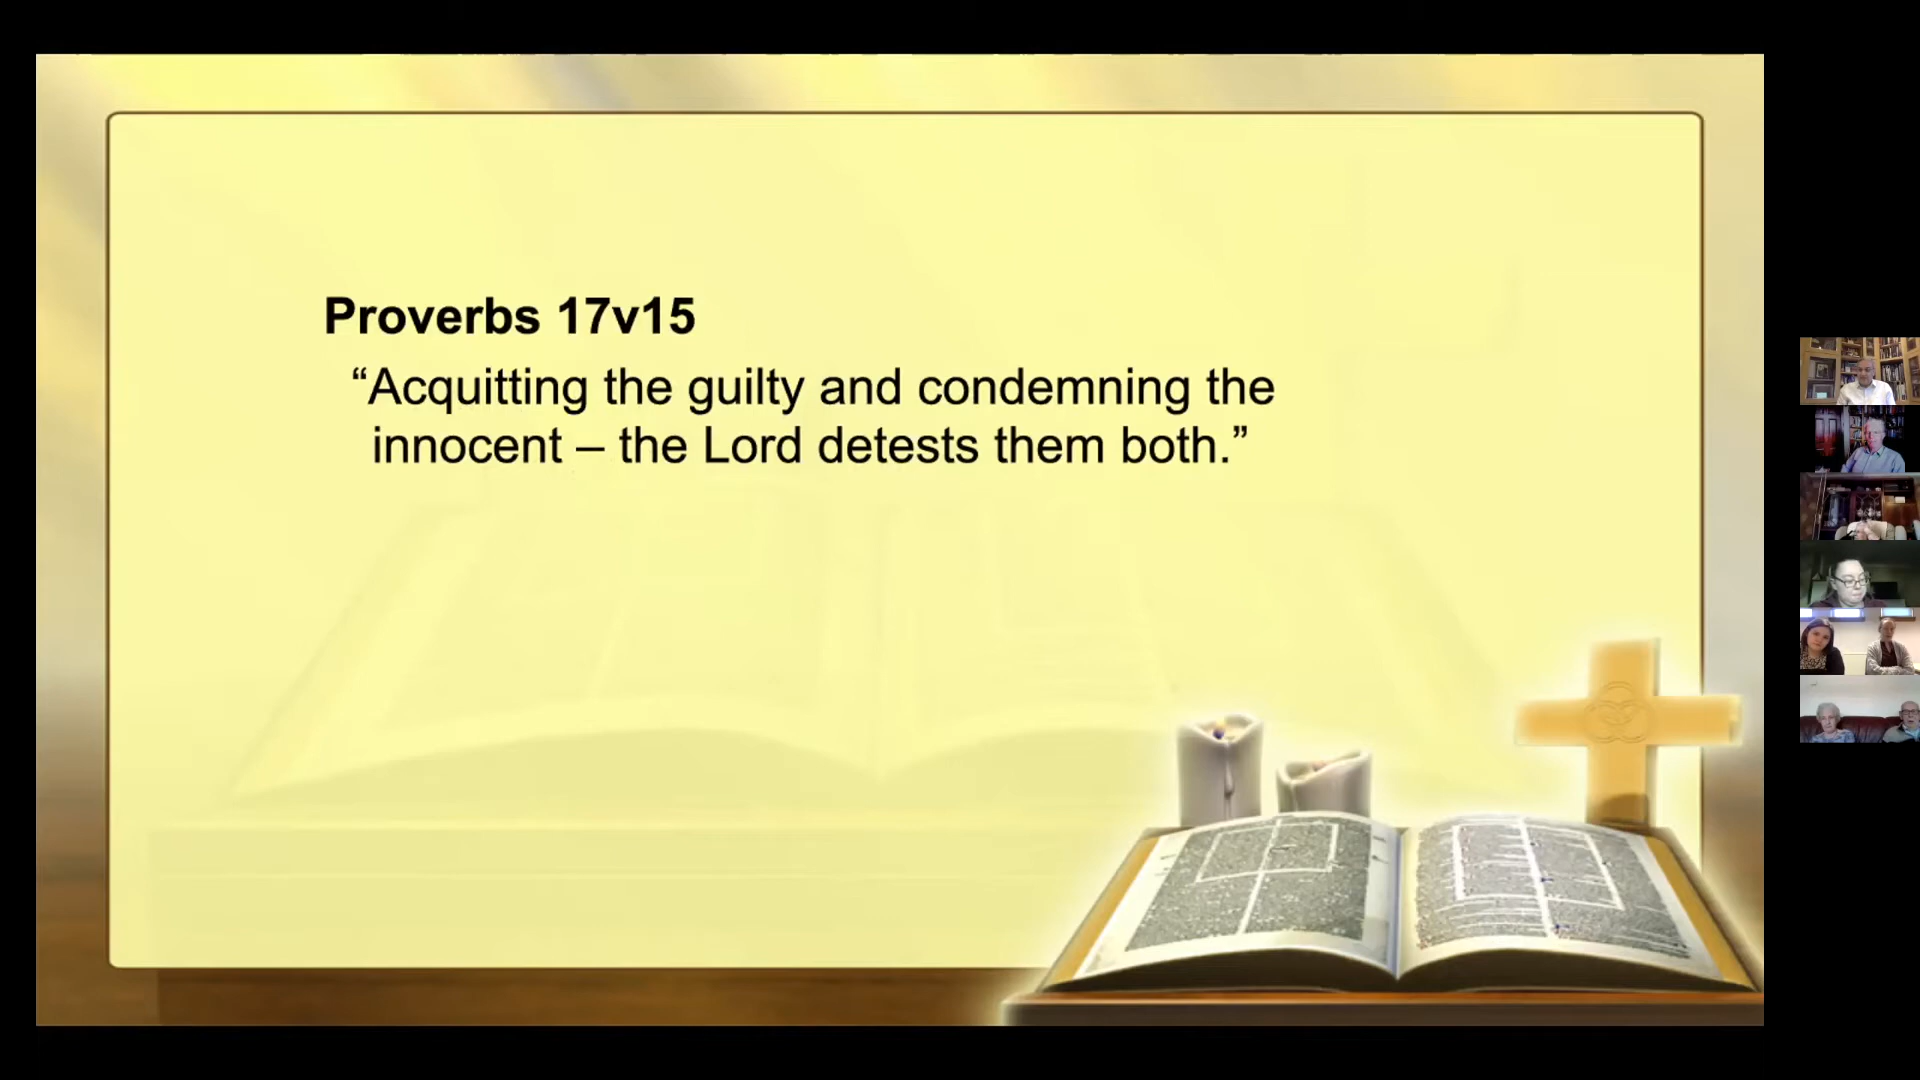 Proverbs 17v15
“Acquitting the guilty and condemning the
innocent – the Lord detests them both.”